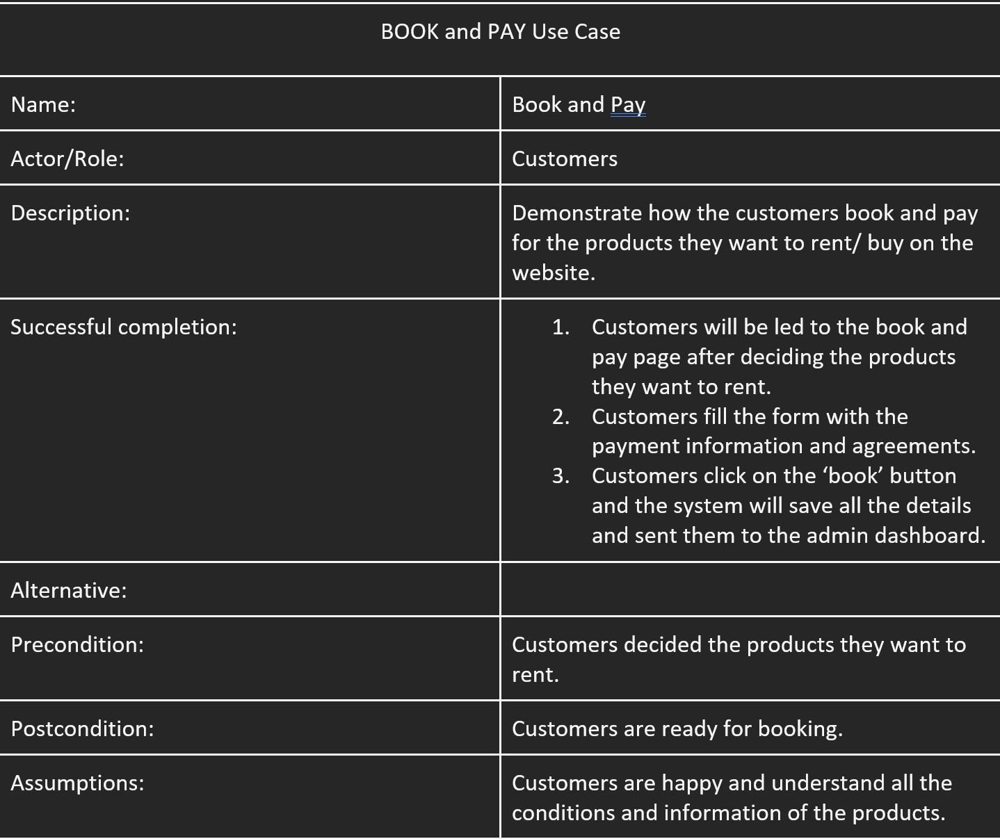 BOOK and PAY Use Case
Name:
Book and Pay
Actor/Role:
Customers
Description:
Demonstrate how the customers book and pay
for the products they want to rent/ buy on the
website.
Successful completion:
1. Customers will be led to the book and
pay page after deciding the products
they want to rent.
2. Customers fill the form with the
payment information and agreements.
3. Customers click on the ‘book’ button
and the system will save all the details
and sent them to the admin dashboard.
Alternative:
Precondition:
Customers decided the products they want to
rent.
Postcondition:
Customers are ready for booking.
Assumptions:
Customers are happy and understand all the
conditions and information of the products.